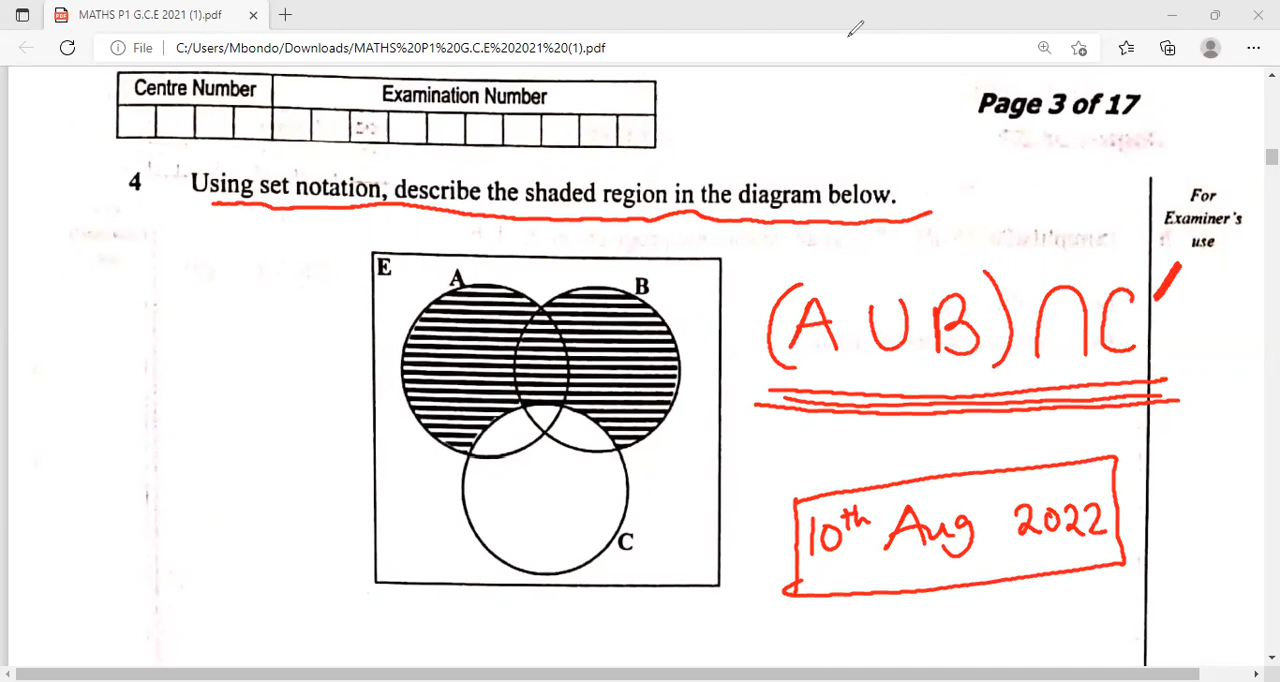 MATHS P1 G.C.E 2021 (1).pdf
File C:/Users/Mbondo/Downloads/MATHS%20P1%20G.C.E%202021%20(1).pdf
Centre Number Examination Number
Page 3 of 17
4 Using set notation, describe the shaded region in the diagram below.
For
Examiner's
use
E
A
B
(A ∪ B) ∩ C′
C
10th Aug 2022